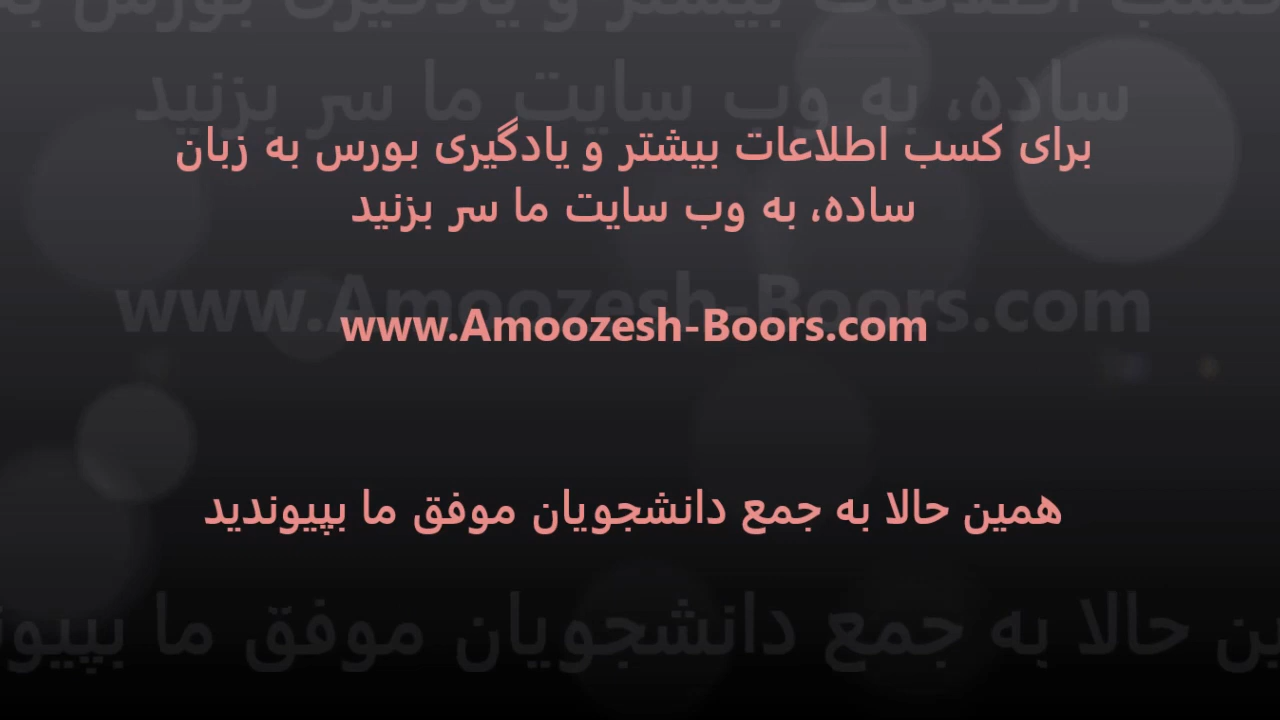 برای کسب اطلاعات بیشتر و یادگیری بورس به زبان
ساده، به وب سایت ما سر بزنید
www.Amoozesh-Boors.com
همین حالا به جمع دانشجویان موفق ما بپیوندید